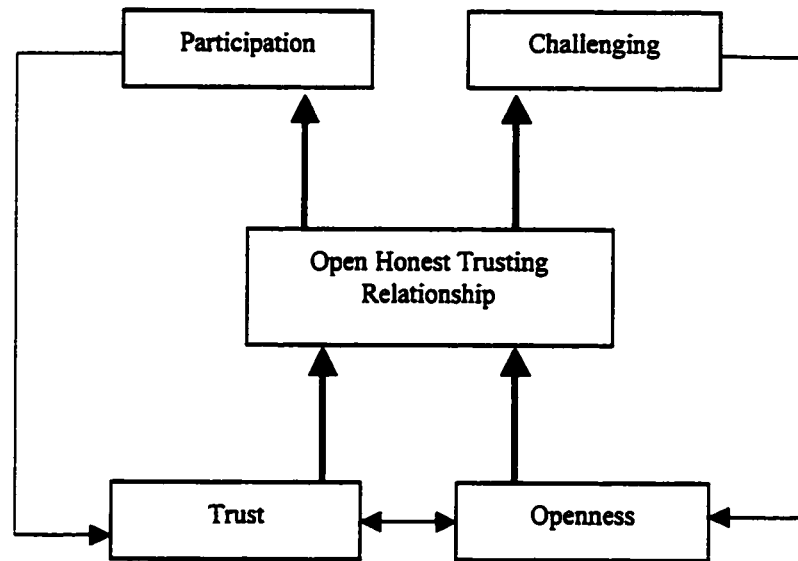 Participation
Challenging
Open Honest Trusting
Relationship
Trust
Openness